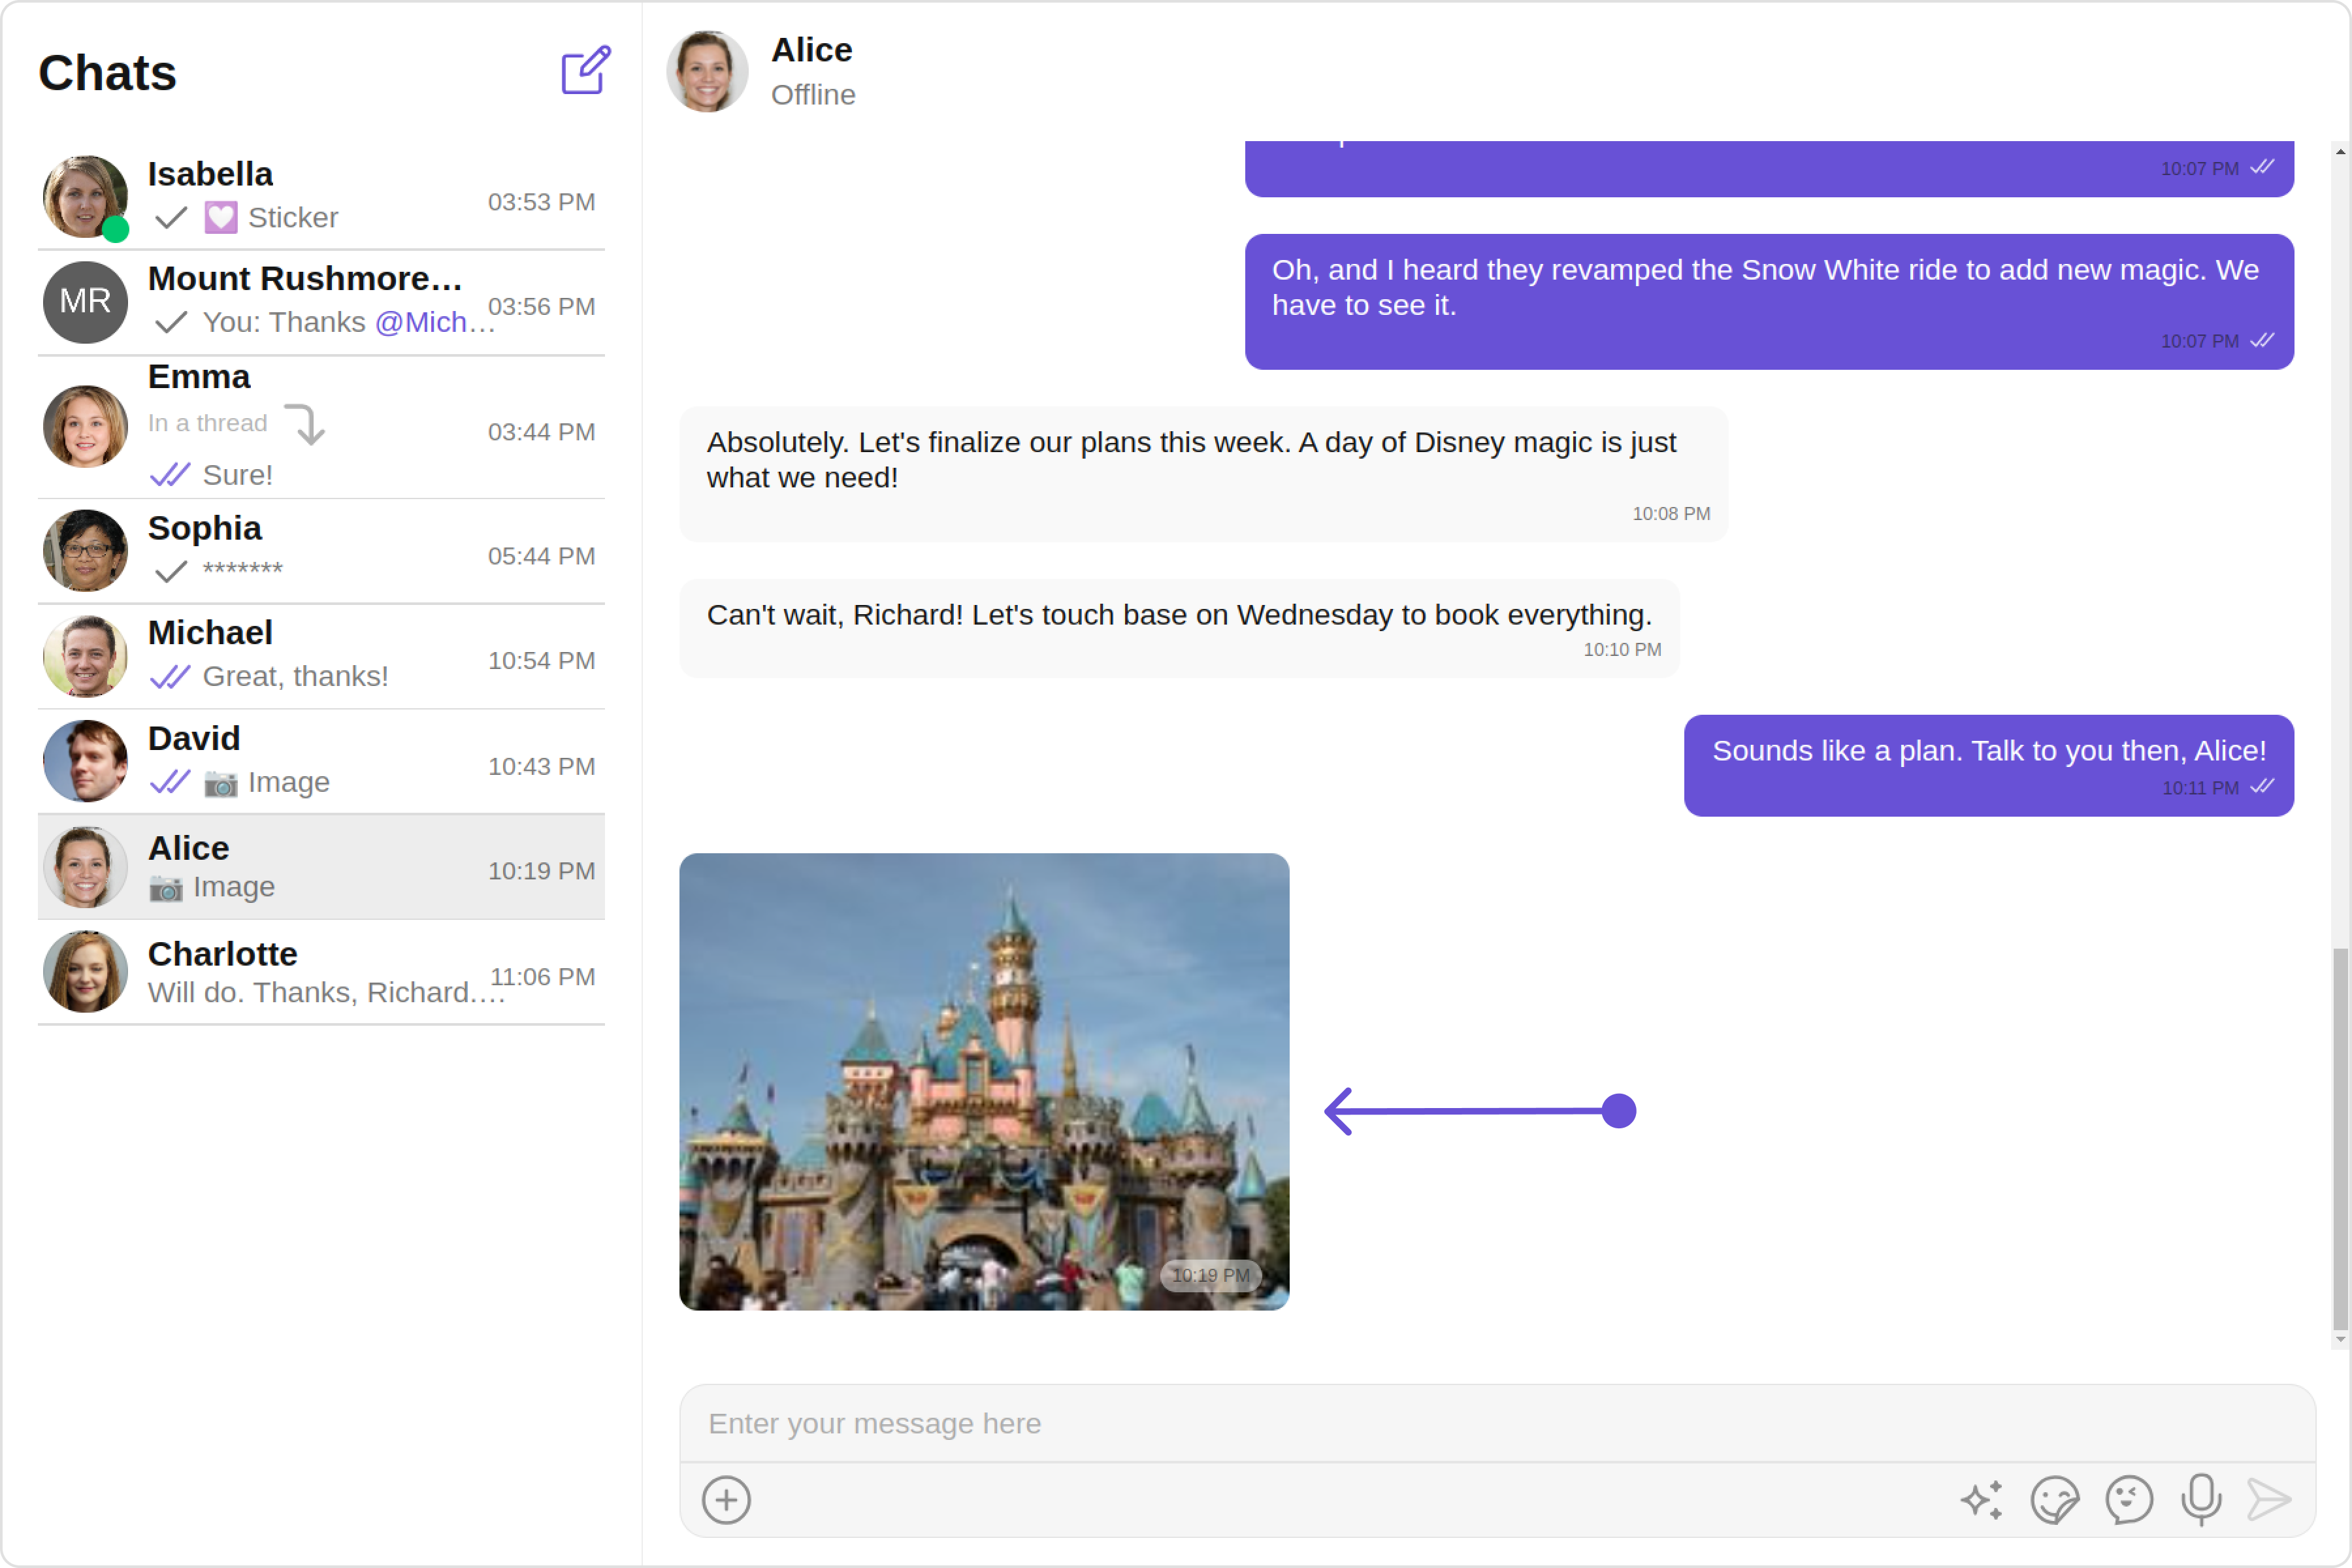 Chats
Isabella
Sticker
03:53 PM
MR
Mount Rushmore...
You: Thanks @Mich...
03:56 PM
Emma
In a thread
Sure!
03:44 PM
Sophia
*******
05:44 PM
Michael
Great, thanks!
10:54 PM
David
Image
10:43 PM
Alice
Image
10:19 PM
Charlotte
Will do. Thanks, Richard....
11:06 PM
Alice
Offline
10:07 PM
Oh, and I heard they revamped the Snow White ride to add new magic. We
have to see it.
10:07 PM
Absolutely. Let's finalize our plans this week. A day of Disney magic is just
what we need!
10:08 PM
Can't wait, Richard! Let's touch base on Wednesday to book everything.
10:10 PM
Sounds like a plan. Talk to you then, Alice!
10:11 PM
10:19 PM
Enter your message here